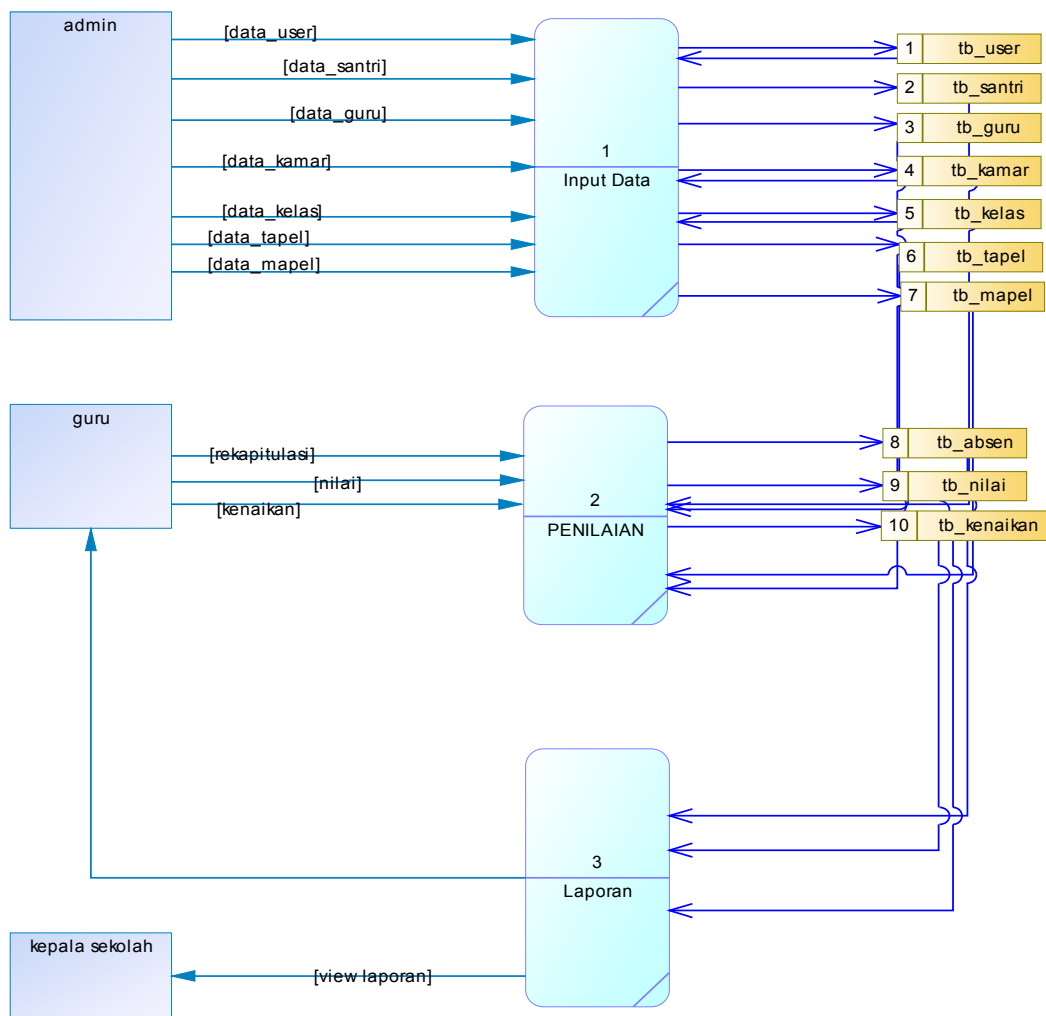 admin
[data_user]
[data_santri]
[data_guru]
[data_kamar]
[data_kelas]
[data_tapel]
[data_mapel]
1
Input Data
1 tb_user
2 tb_santri
3 tb_guru
4 tb_kamar
5 tb_kelas
6 tb_tapel
7 tb_mapel
guru
[rekapitulasi]
[nilai]
[kenaikan]
2
PENILAIAN
8 tb_absen
9 tb_nilai
10 tb_kenaikan
3
Laporan
kepala sekolah
[view laporan]